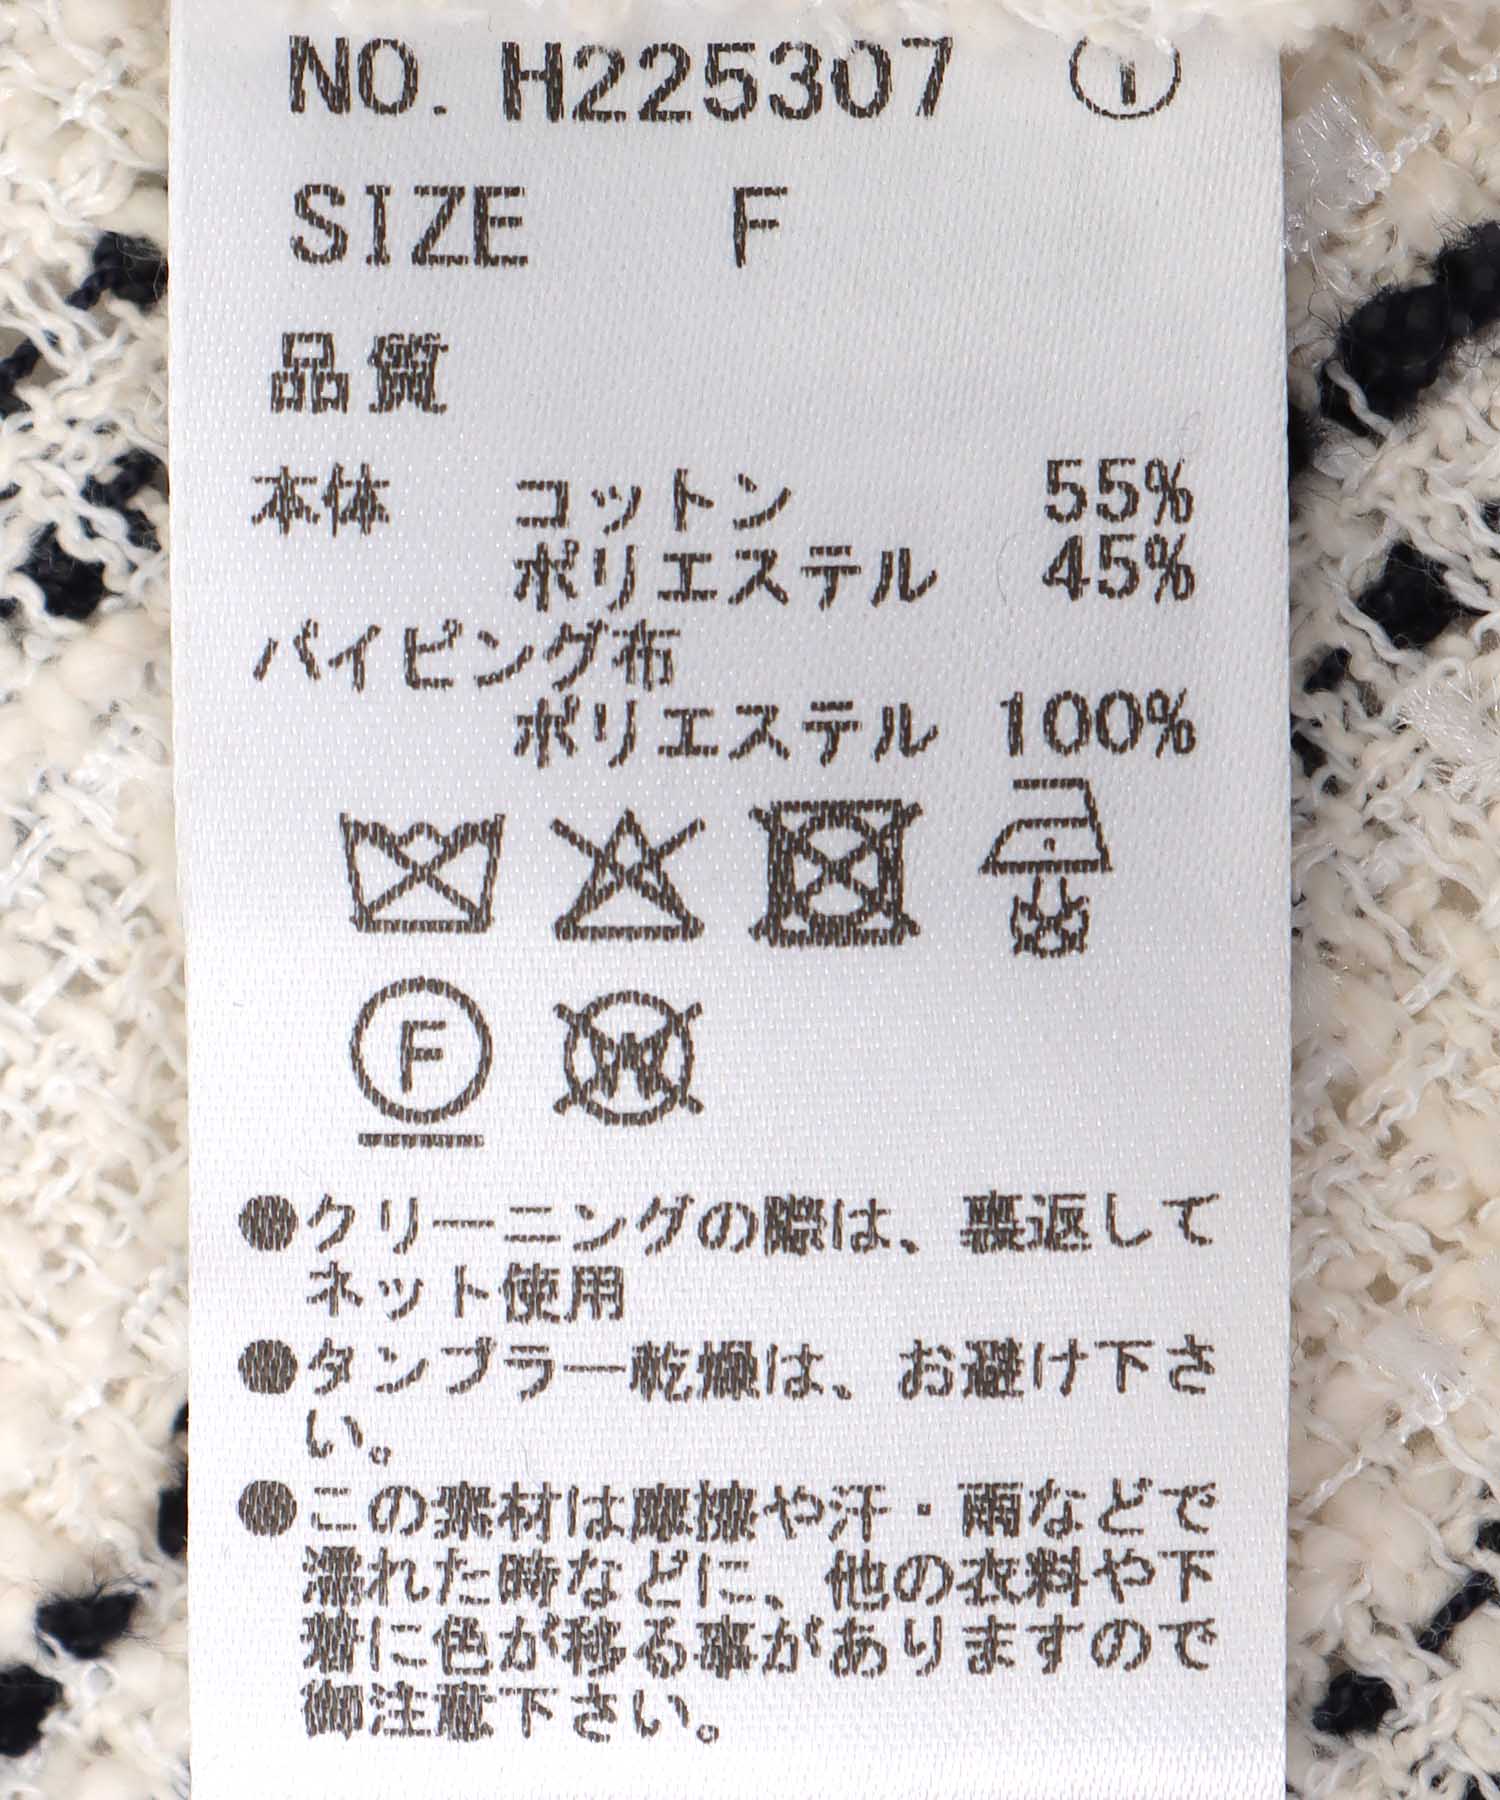 NO. H225307 ①
SIZE F
品質
本体 コットン 55%
ポリエステル 45%
パイピング布
ポリエステル 100%
F
W
●クリーニングの際は、裏返して
ネット使用
●タンブラー乾燥は、お避け下さ
い。
●この素材は摩擦や汗・雨などで
濡れた時などに、他の衣料や下
着に色が移る事がありますので
御注意下さい。